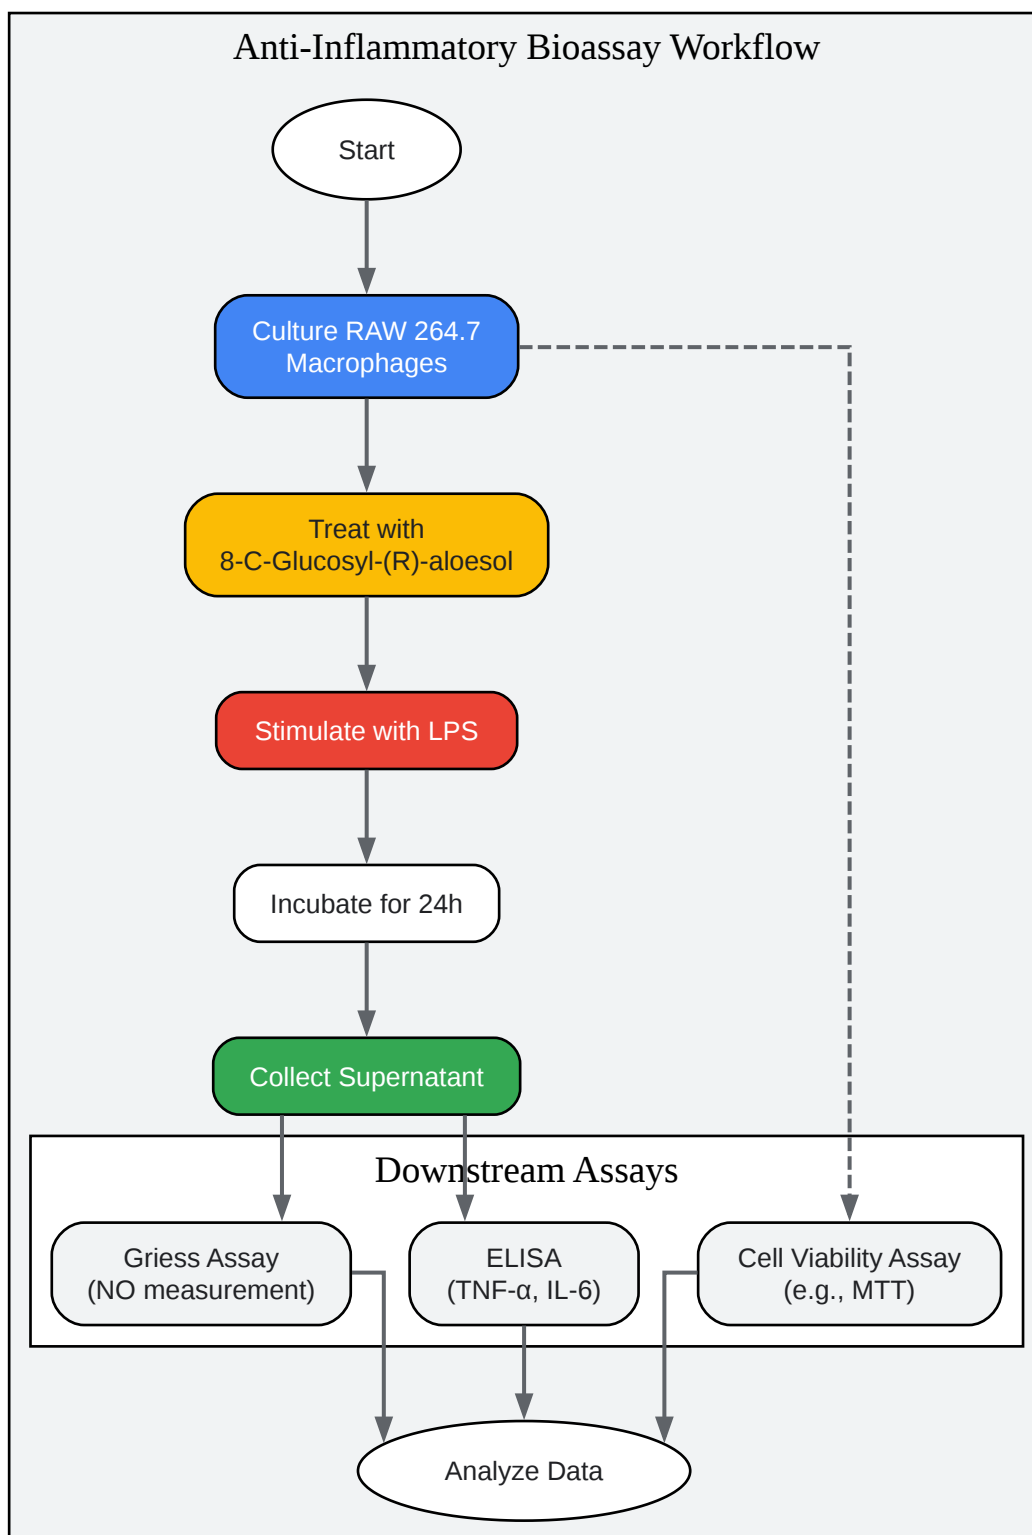 Anti-Inflammatory Bioassay Workflow
Start
Culture RAW 264.7
Macrophages
Treat with
8-C-Glucosyl-(R)-aloesol
Stimulate with LPS
Incubate for 24h
Collect Supernatant
Downstream Assays
Griess Assay
(NO measurement)
ELISA
(TNF-α, IL-6)
Cell Viability Assay
(e.g., MTT)
Analyze Data